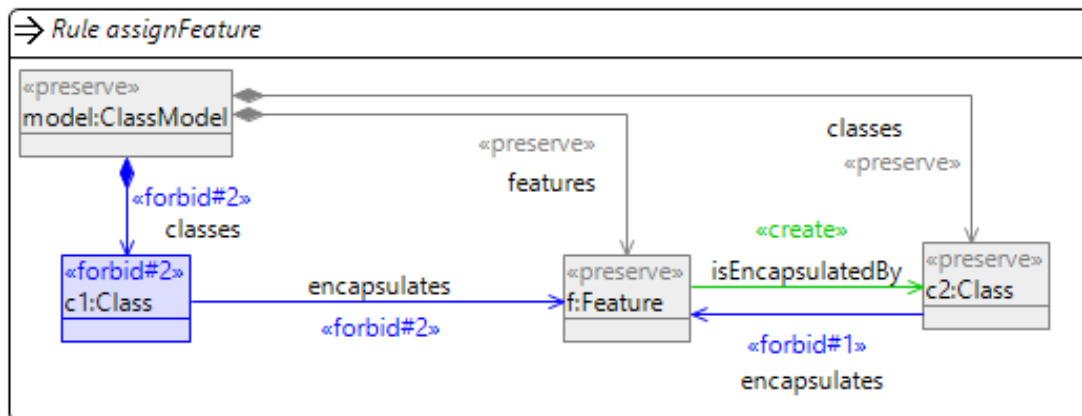 Rule assignFeature
«preserve»
model:ClassModel
classes
«preserve»
«preserve»
features
«forbid#2»
classes
«create»
isEncapsulatedBy
«forbid#2»
c1:Class
encapsulates
«forbid#2»
«preserve»
f:Feature
«preserve»
c2:Class
«forbid#1»
encapsulates